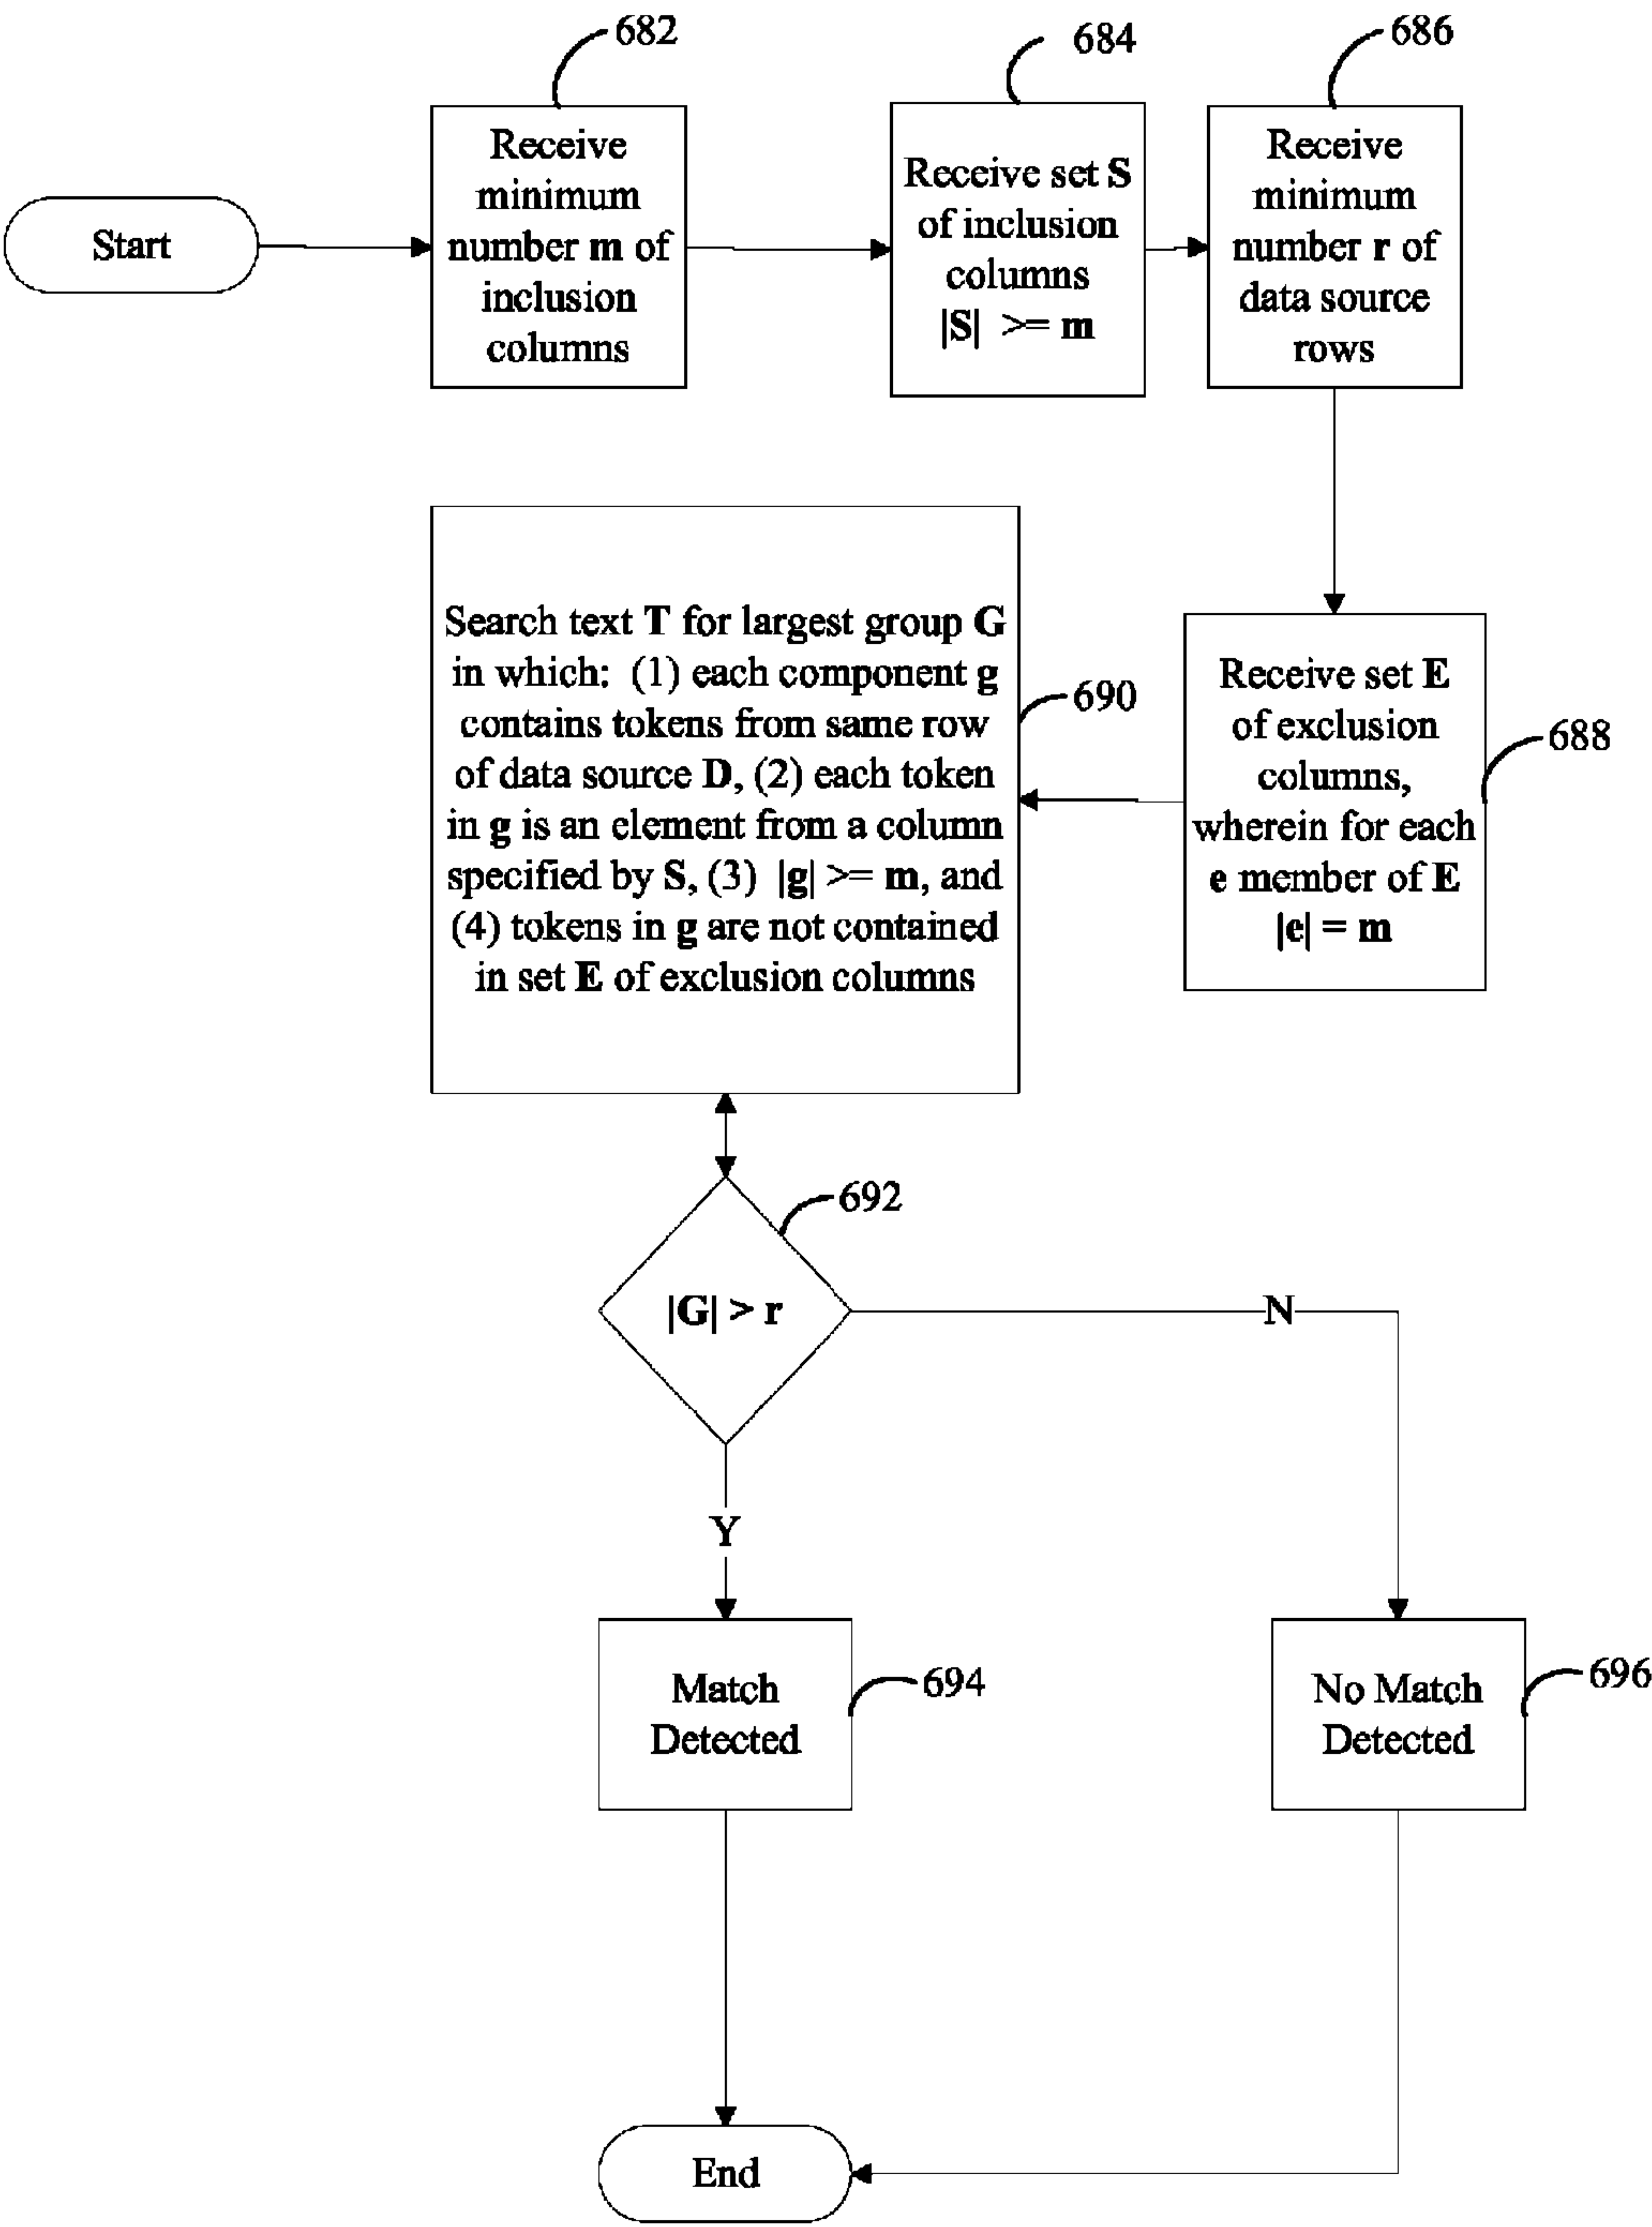 682
684
686
Start
Receive
minimum
number m of
inclusion
columns
Receive set S
of inclusion
columns
|S| >= m
Receive
minimum
number r of
data source
rows
Search text T for largest group G
in which: (1) each component g
contains tokens from same row
of data source D, (2) each token
in g is an element from a column
specified by S, (3) |g| >= m, and
(4) tokens in g are not contained
in set E of exclusion columns
690
Receive set E
of exclusion
columns,
wherein for each
e member of E
|e| = m
688
692
|G| > r
N
Y
Match
Detected
694
No Match
Detected
696
End